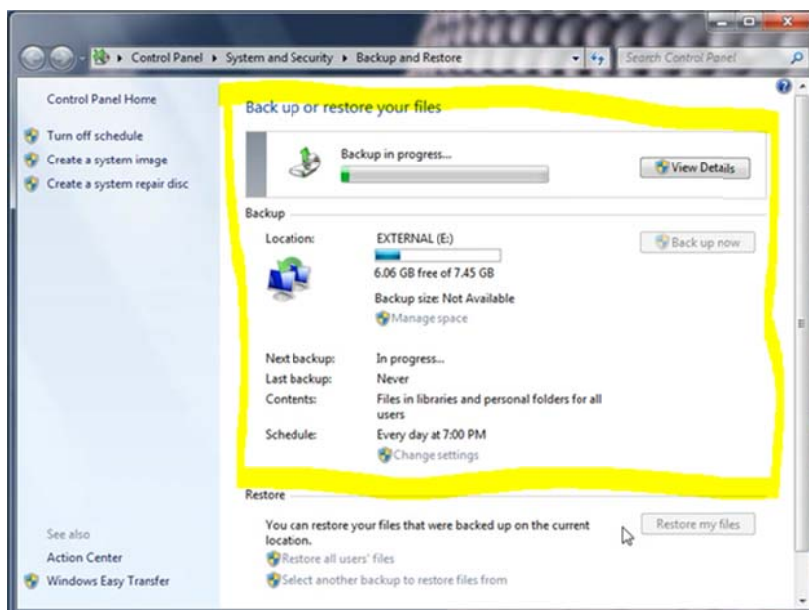 Control Panel ▸ System and Security ▸ Backup and Restore
Search Control Panel
Control Panel Home
Turn off schedule
Create a system image
Create a system repair disc
See also
Action Center
Windows Easy Transfer
Back up or restore your files
Backup in progress...
View Details
Backup
Location:
EXTERNAL (E:)
Back up now
6.06 GB free of 7.45 GB
Backup size: Not Available
Manage space
Next backup: In progress...
Last backup: Never
Contents: Files in libraries and personal folders for all
users
Schedule: Every day at 7:00 PM
Change settings
Restore
You can restore your files that were backed up on the current
location.
Restore my files
Restore all users' files
Select another backup to restore files from